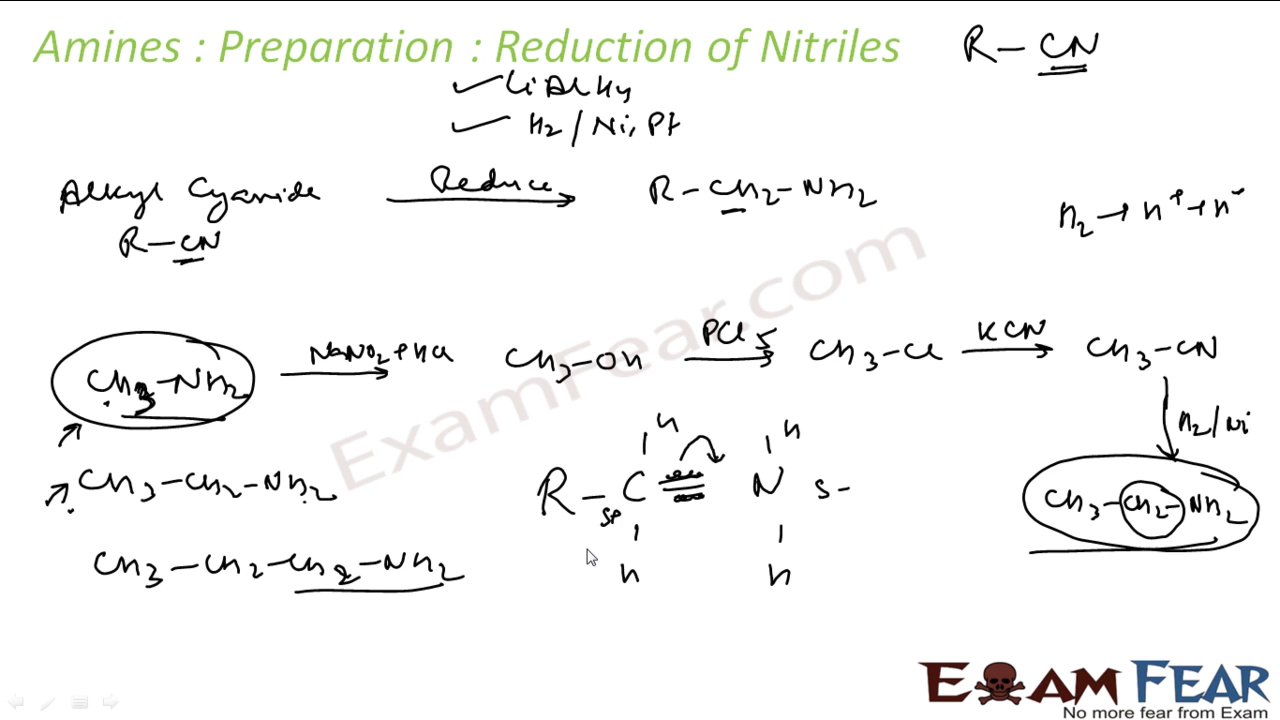 Amines : Preparation : Reduction of Nitriles R – CN
✓ LiAlH4
✓ H2 / Ni, Pt
Alkyl Cyanide Reduce R – CH2 – NH2
R – CN
H2 → H+ + H-
CH3 – NH2 NaNO2 + HCl CH3 – OH PCl5 CH3 – Cl KCN CH3 – CN
H2 / Ni
CH3 – CH2 – NH2
CH3 – CH2 – NH2
CH3 – CH2 – CH2 – NH2
H H
R – C ≡ N S-
SP
H H
ExamFear.com
EXAM FEAR
No more fear from Exam